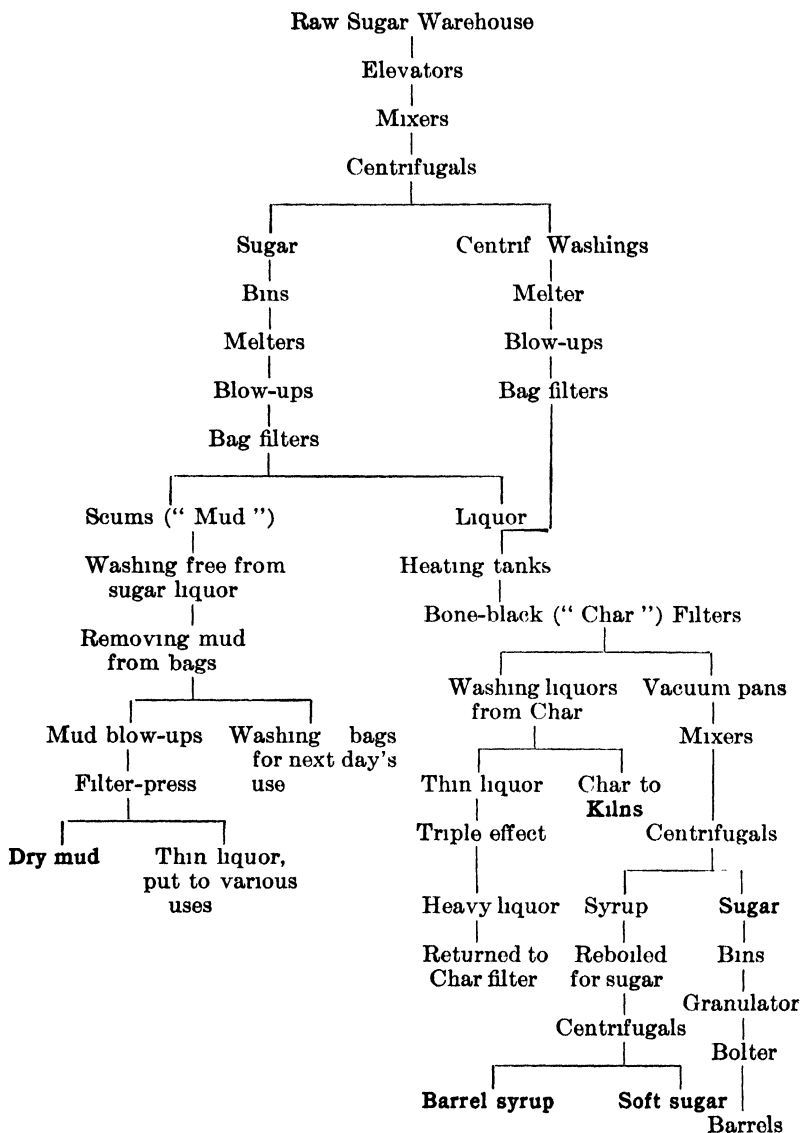 Raw Sugar Warehouse
Elevators
Mixers
Centrifugals
Sugar
Centrif Washings
Bins
Melter
Melters
Blow-ups
Blow-ups
Bag filters
Bag filters
Scums (“ Mud ”)
Liquor
Washing free from
sugar liquor
Heating tanks
Bone-black (“ Char ”) Filters
Removing mud
from bags
Washing liquors
from Char
Vacuum pans
Mud blow-ups
Washing bags
for next day's
use
Mixers
Filter-press
Thin liquor
Char to
Kilns
Dry mud
Thin liquor,
put to various
uses
Triple effect
Centrifugals
Heavy liquor
Syrup
Sugar
Returned to
Char filter
Reboiled
for sugar
Bins
Granulator
Centrifugals
Bolter
Barrel syrup
Soft sugar
Barrels